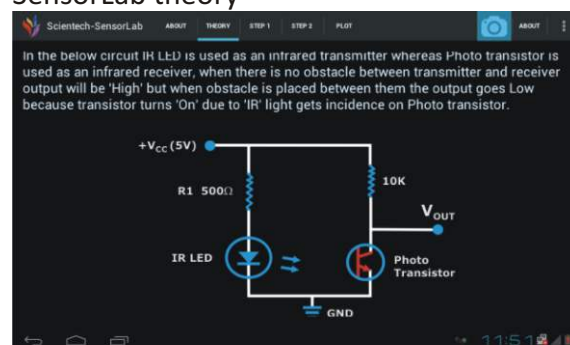 SensorLab theory
Scientech-SensorLab ABOUT THEORY STEP 1 STEP 2 PLOT ABOUT
In the below circuit IR LED is used as an infrared transmitter whereas Photo transistor is
used as an infrared receiver, when there is no obstacle between transmitter and receiver
output will be 'High' but when obstacle is placed between them the output goes Low
because transistor turns 'On' due to 'IR' light gets incidence on Photo transistor.
+Vcc (5V)
R1 500Ω
10K
VOUT
IR LED
Photo
Transistor
GND
11:51